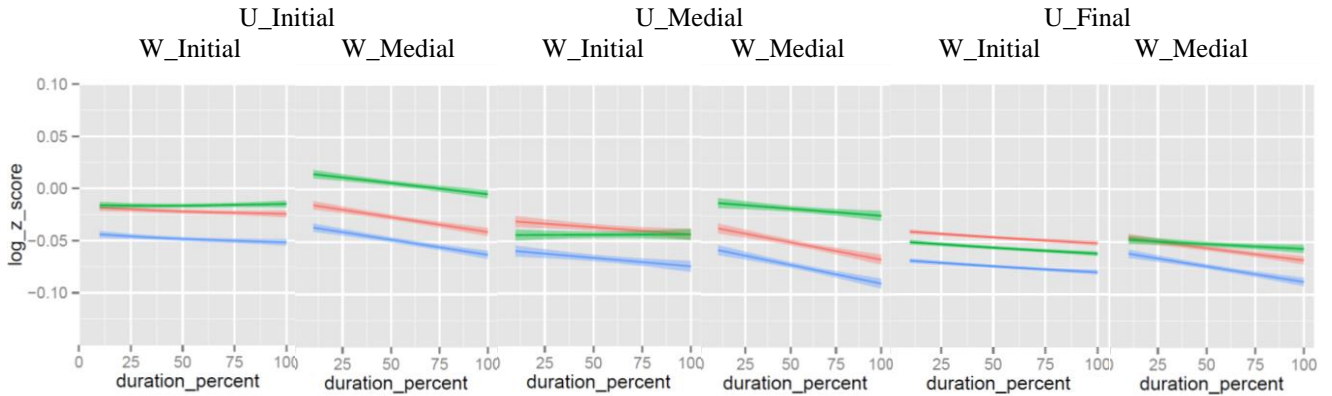 U_Initial U_Medial U_Final
W_Initial W_Medial W_Initial W_Medial W_Initial W_Medial
0.10
0.05
0.00
-0.05
-0.10
log_z_score
0 25 50 75 100 25 50 75 100 25 50 75 100 25 50 75 100 25 50 75 100 25 50 75 100
duration_percent duration_percent duration_percent duration_percent duration_percent duration_percent